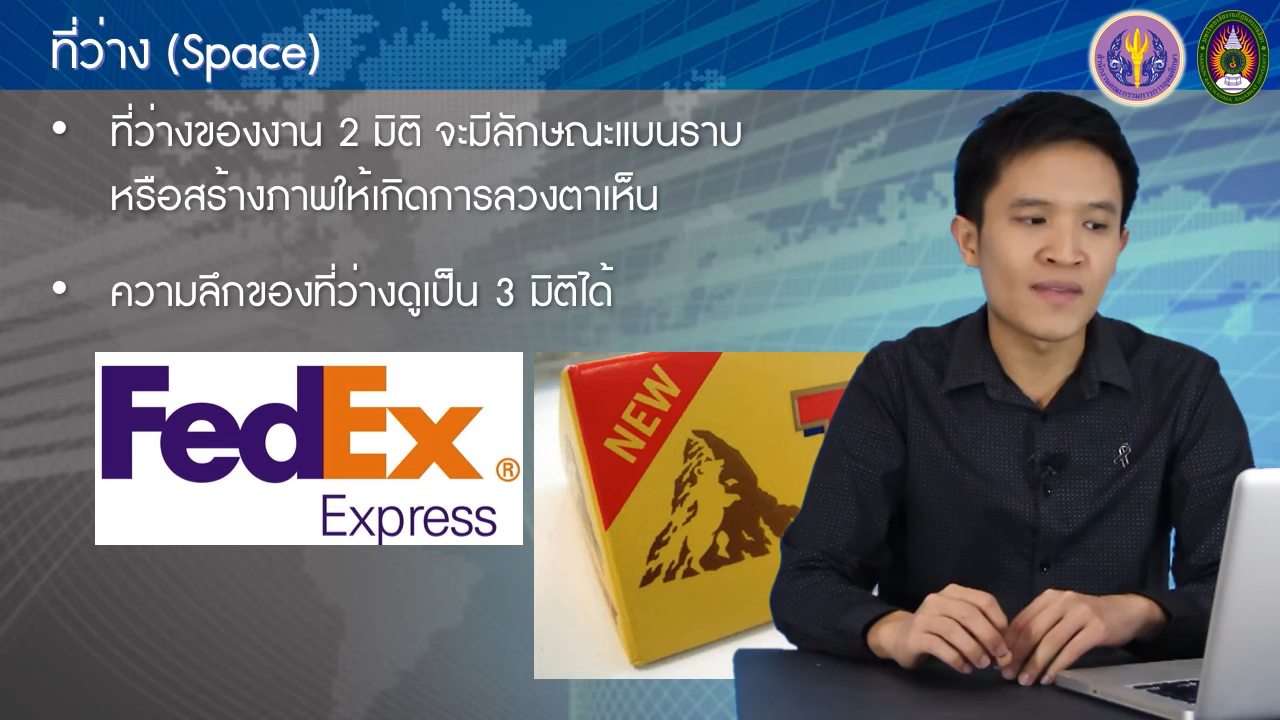 ที่ว่าง (Space)
• ที่ว่างของงาน 2 มิติ จะมีลักษณะแบนราบ
หรือสร้างภาพให้เกิดการลวงตาเห็น
• ความลึกของที่ว่างดูเป็น 3 มิติได้
FedEx®
Express
NEW